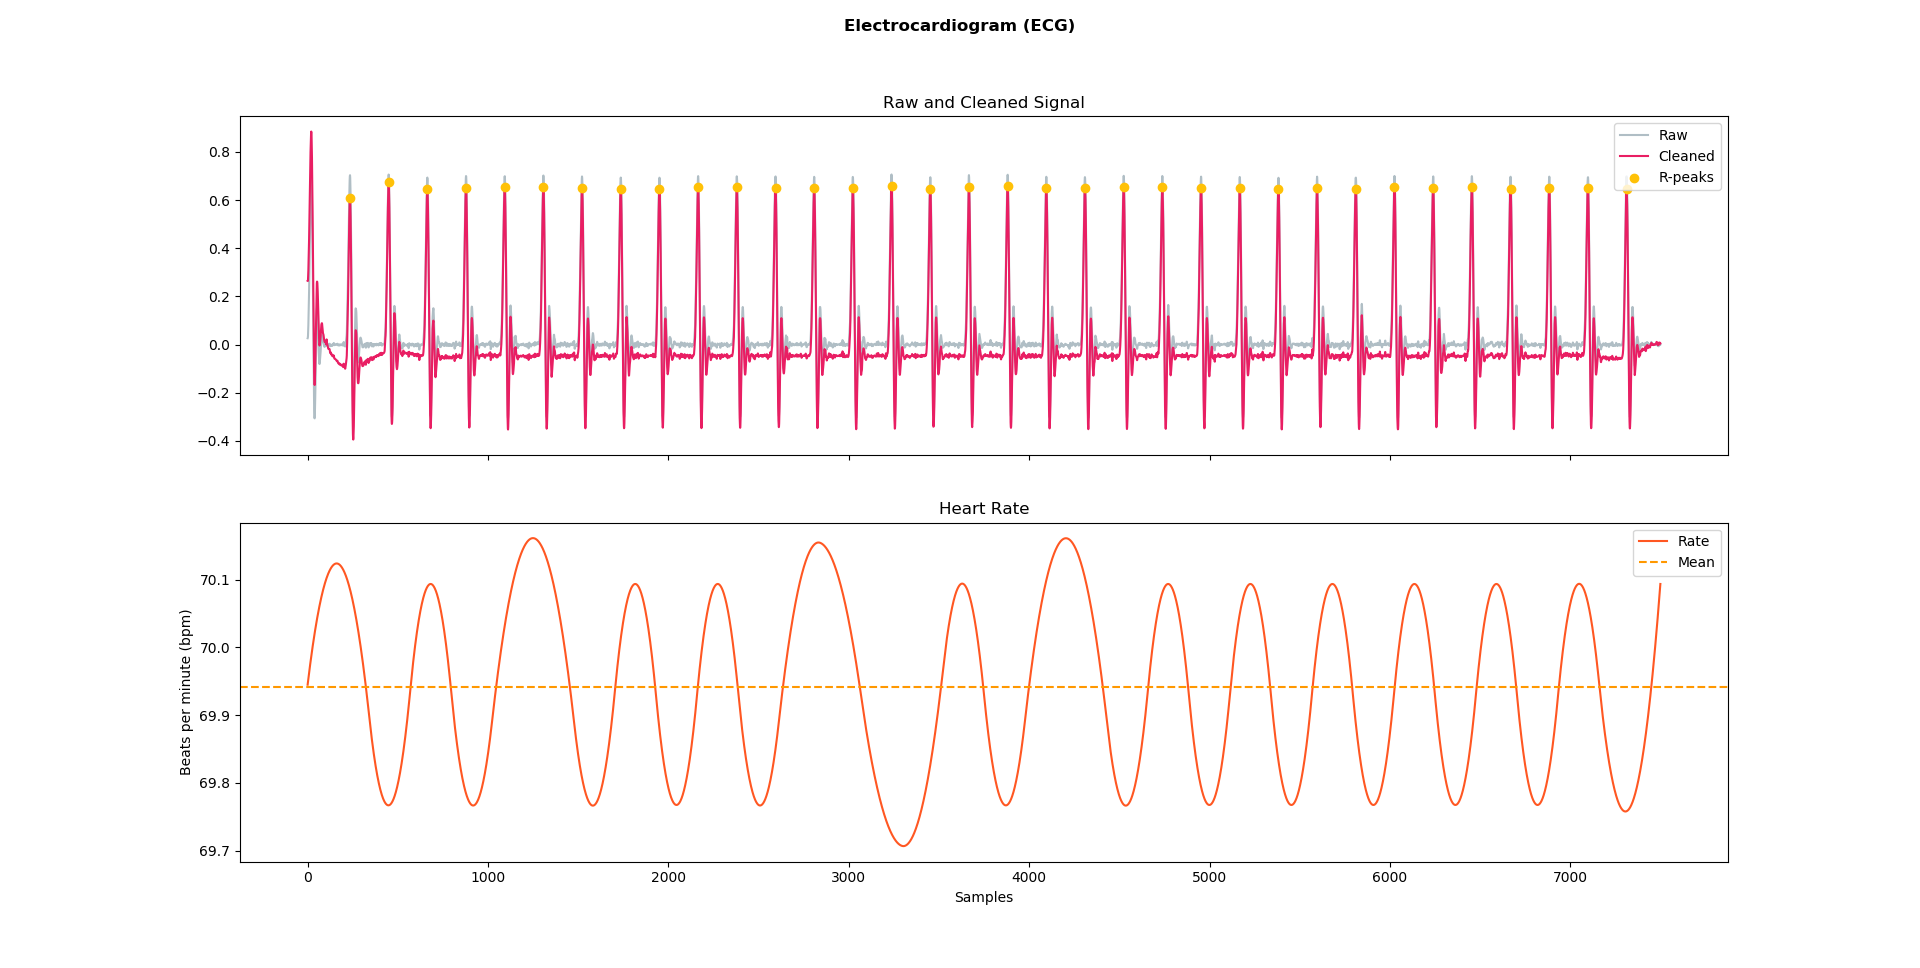 Electrocardiogram (ECG)
Raw and Cleaned Signal
0.8
0.6
0.4
0.2
0.0
−0.2
−0.4
Raw
Cleaned
R-peaks
Heart Rate
Beats per minute (bpm)
70.1
70.0
69.9
69.8
69.7
Rate
Mean
0 1000 2000 3000 4000 5000 6000 7000
Samples